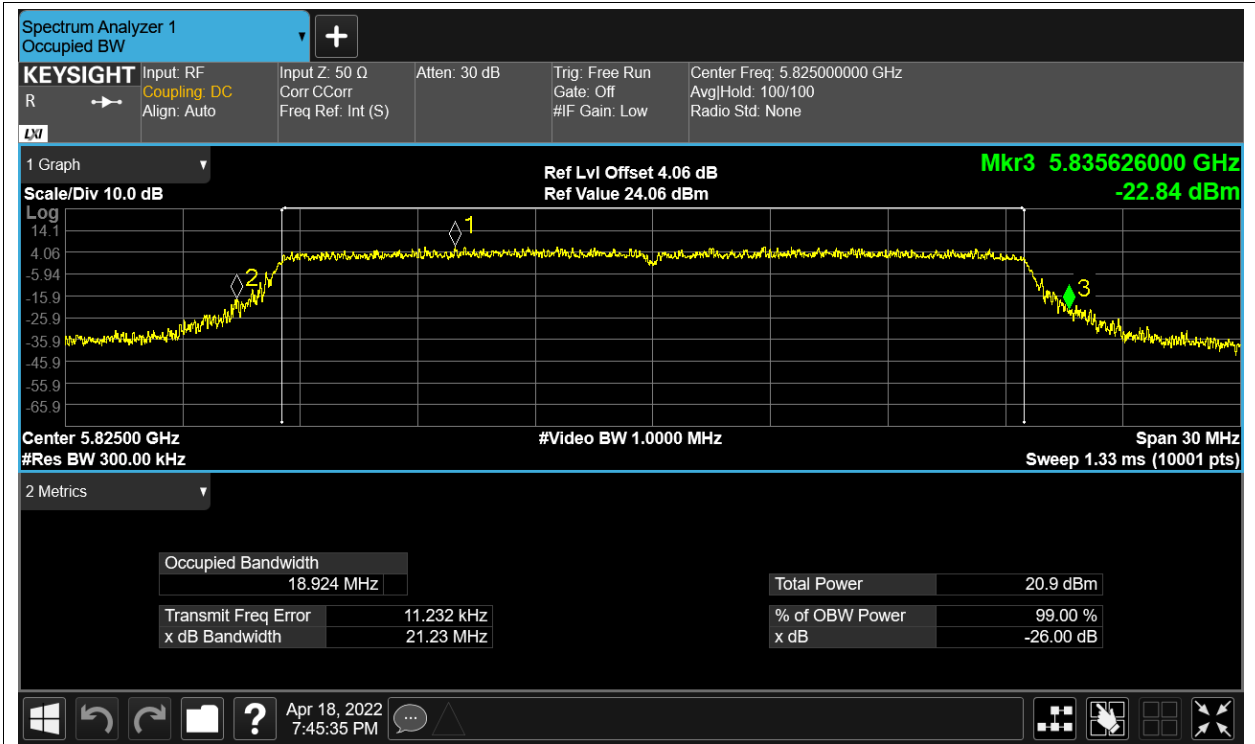 Spectrum Analyzer 1
Occupied BW
▼
+
KEYSIGHT
R
LXI
Input: RF
Coupling: DC
Align: Auto
Input Z: 50 Ω
Corr CCorr
Freq Ref: Int (S)
Atten: 30 dB
Trig: Free Run
Gate: Off
#IF Gain: Low
Center Freq: 5.825000000 GHz
Avg|Hold: 100/100
Radio Std: None
1 Graph ▼
Scale/Div 10.0 dB
Ref Lvl Offset 4.06 dB
Ref Value 24.06 dBm
Mkr3 5.835626000 GHz
-22.84 dBm
Log
14.1
4.06
-5.94
-15.9
-25.9
-35.9
-45.9
-55.9
-65.9
1
2
3
Center 5.82500 GHz
#Res BW 300.00 kHz
#Video BW 1.0000 MHz
Span 30 MHz
Sweep 1.33 ms (10001 pts)
2 Metrics ▼
Occupied Bandwidth
18.924 MHz
Transmit Freq Error 11.232 kHz
x dB Bandwidth 21.23 MHz
Total Power 20.9 dBm
% of OBW Power 99.00 %
x dB -26.00 dB
?
Apr 18, 2022
7:45:35 PM